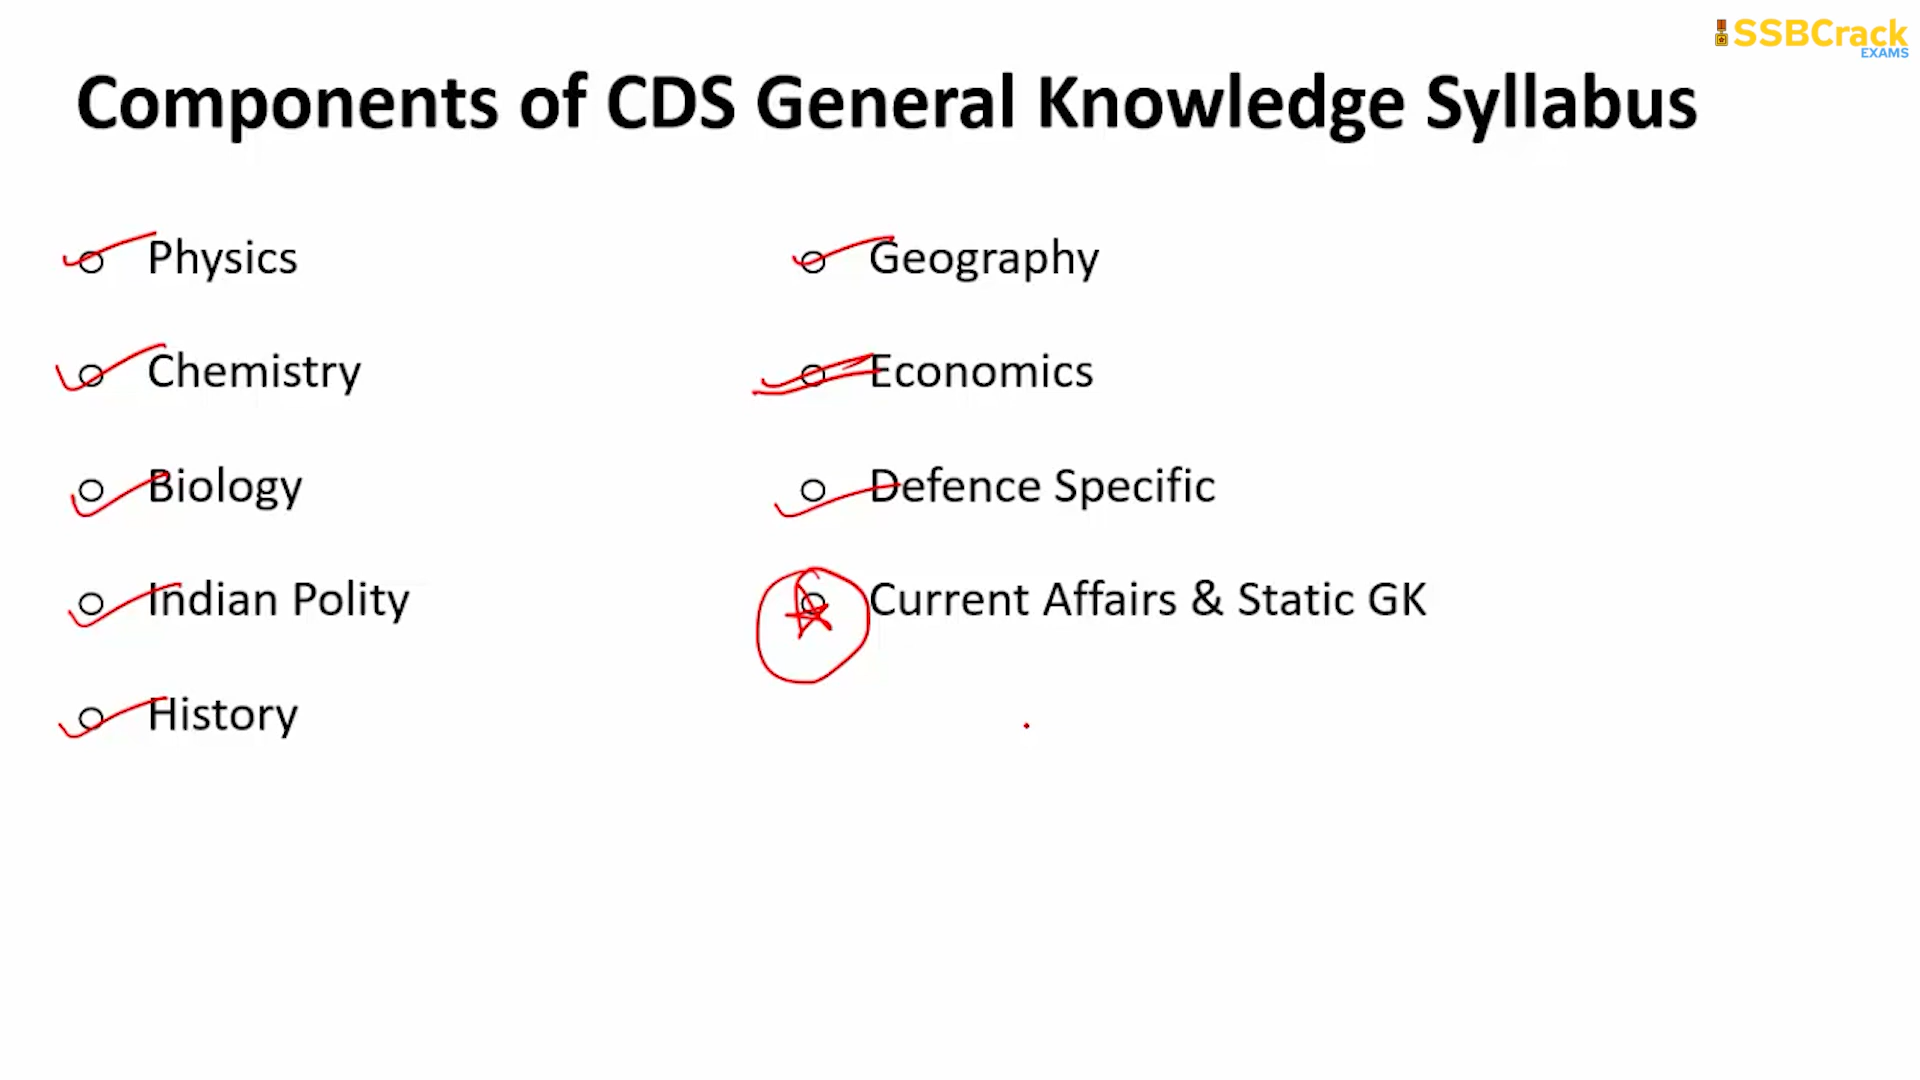 SSBCrack
EXAMS
Components of CDS General Knowledge Syllabus
Physics
Chemistry
Biology
Indian Polity
History
Geography
Economics
Defence Specific
Current Affairs & Static GK